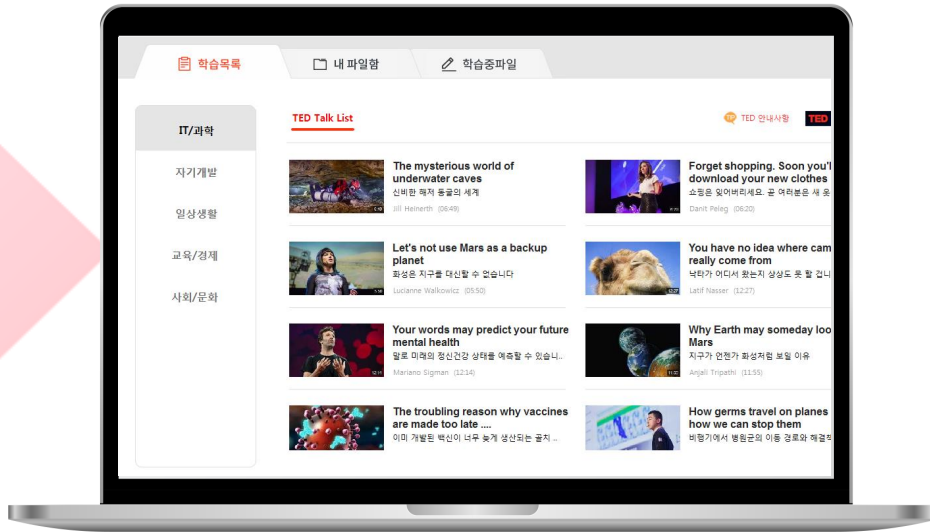 학습목록
내 파일함
학습중파일
IT/과학
자기개발
일상생활
교육/경제
사회/문화
TED Talk List
TIP TED 안내사항
TED
The mysterious world of
underwater caves
신비한 해저 동굴의 세계
Jill Heinerth (06:49)
Forget shopping. Soon you'l
download your new clothes
쇼핑은 잊어버리세요. 곧 여러분은 새 옷
Danit Peleg (06:20)
Let's not use Mars as a backup
planet
화성은 지구를 대신할 수 없습니다
Lucianne Walkowicz (05:50)
You have no idea where cam
really come from
낙타가 어디서 왔는지 상상도 못 할 겁니
Latif Nasser (12:27)
Your words may predict your future
mental health
말로 미래의 정신건강 상태를 예측할 수 있습니..
Mariano Sigman (12:14)
Why Earth may someday loo
Mars
지구가 언젠가 화성처럼 보일 이유
Anjali Tripathi (11:55)
The troubling reason why vaccines
are made too late ....
이미 개발된 백신이 너무 늦게 생산되는 골치 ..
How germs travel on planes
how we can stop them
비행기에서 병원균의 이동 경로와 해결책